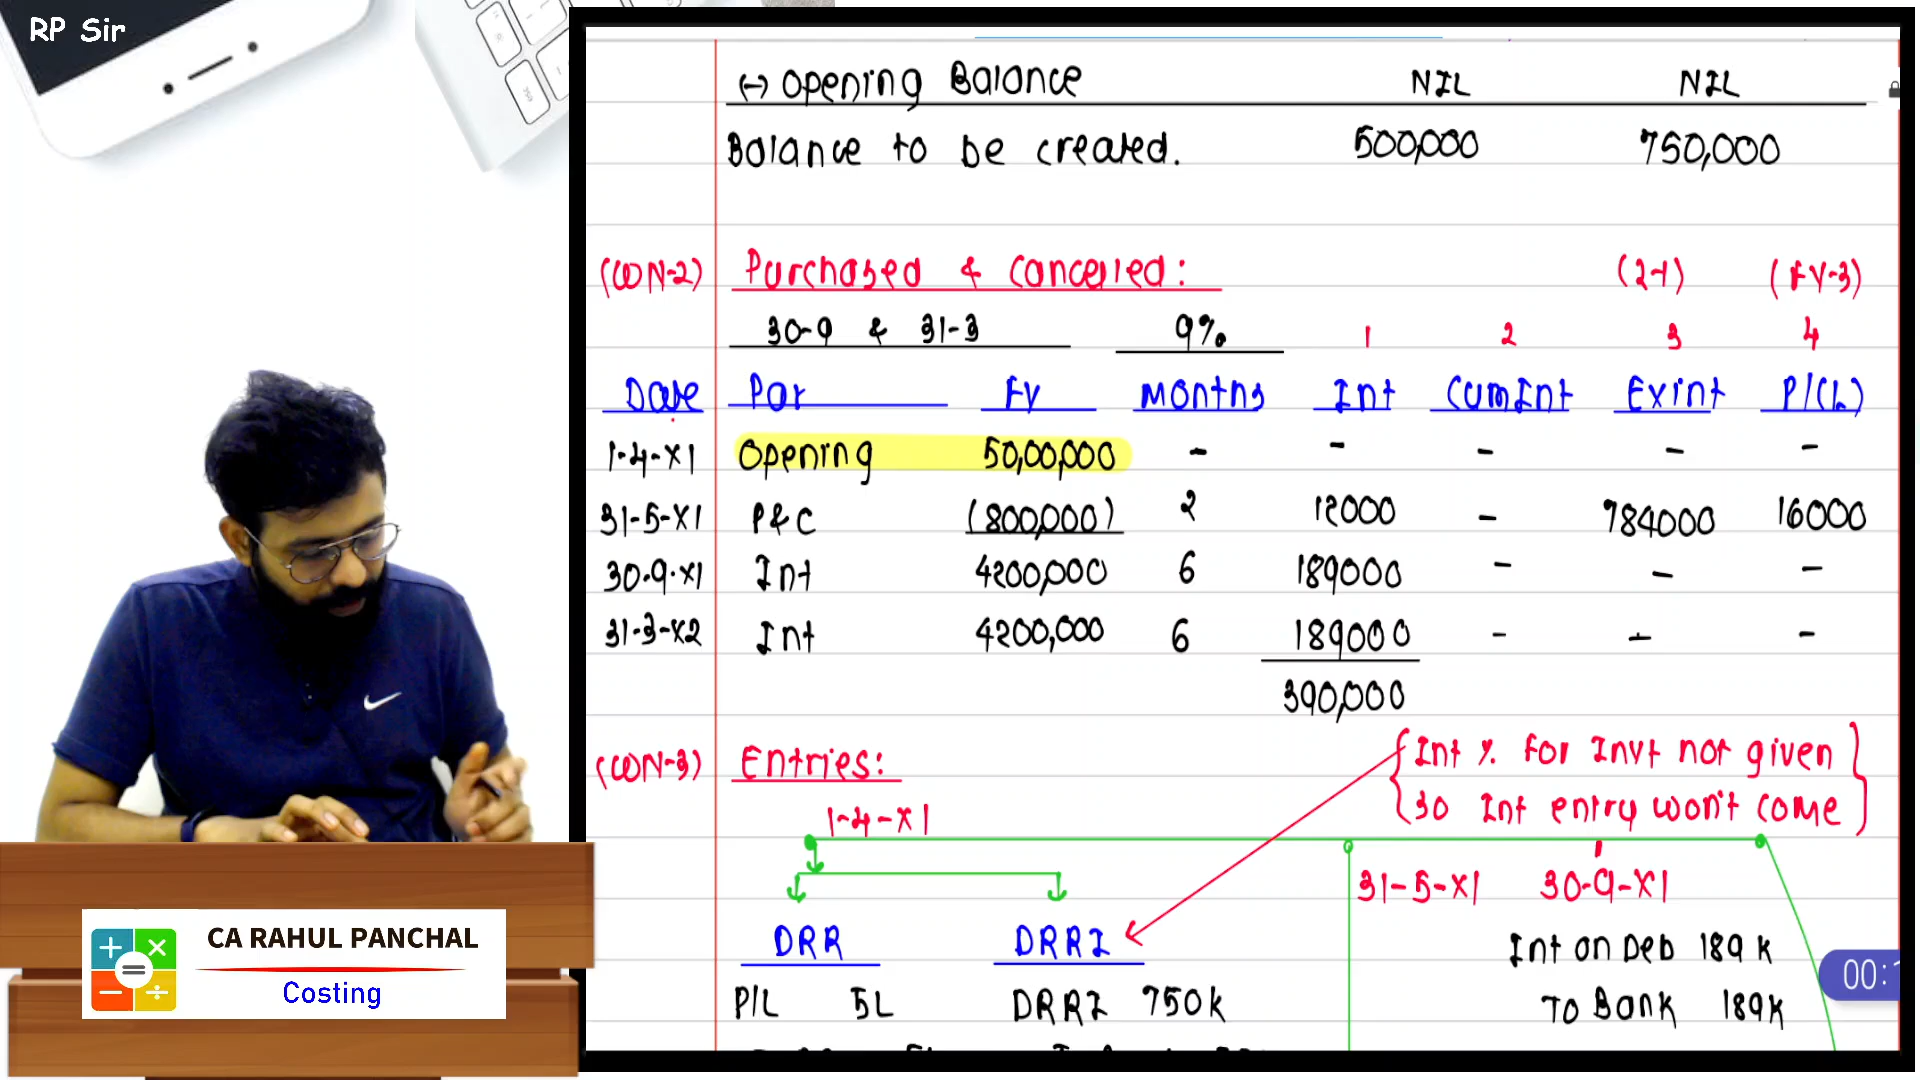 RP Sir
(-) Opening Balance NIL NIL
Balance to be created. 500,000 750,000
(WN-2) Purchased & Cancelled: (2-1) (FV-3)
30-9 & 31-3 9% 1 2 3 4
Date Par FV Months Int CumInt Exint P/(L)
1-4-X1 Opening 50,00,000 - - - - -
31-5-X1 P&C (800,000) 2 12000 - 784000 16000
30-9-X1 Int 4200,000 6 189000 - - -
31-3-X2 Int 4200,000 6 189000 - - -
390,000
(WN-3) Entries: {Int % for Invt not given
1-4-X1 so Int entry won't come}
31-5-X1 30-9-X1
DRR DRRI Int on Deb 189k
P/L 5L DRRI 750k To Bank 189k
00:
CA RAHUL PANCHAL
Costing